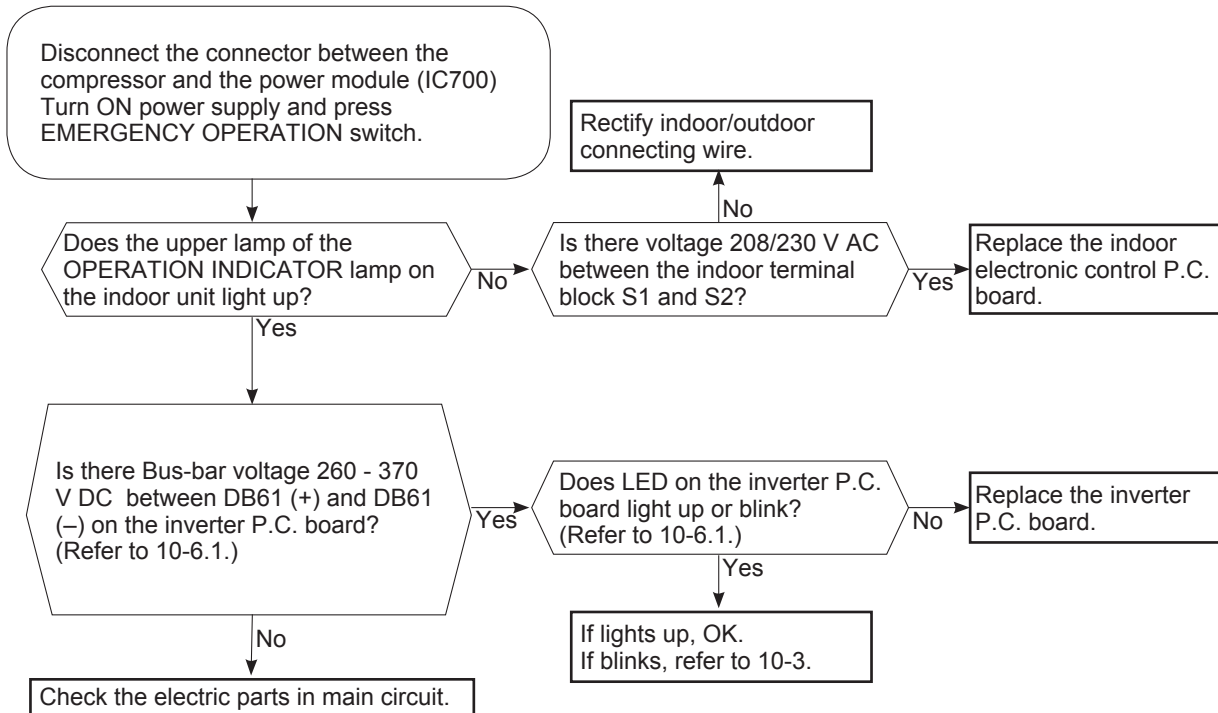 Disconnect the connector between the
compressor and the power module (IC700)
Turn ON power supply and press
EMERGENCY OPERATION switch.
Rectify indoor/outdoor
connecting wire.
No
Does the upper lamp of the
OPERATION INDICATOR lamp on
the indoor unit light up?
No
Is there voltage 208/230 V AC
between the indoor terminal
block S1 and S2?
Yes
Replace the indoor
electronic control P.C.
board.
Yes
Is there Bus-bar voltage 260 - 370
V DC between DB61 (+) and DB61
(–) on the inverter P.C. board?
(Refer to 10-6.1.)
Yes
Does LED on the inverter P.C.
board light up or blink?
(Refer to 10-6.1.)
No
Replace the inverter
P.C. board.
Yes
If lights up, OK.
If blinks, refer to 10-3.
No
Check the electric parts in main circuit.